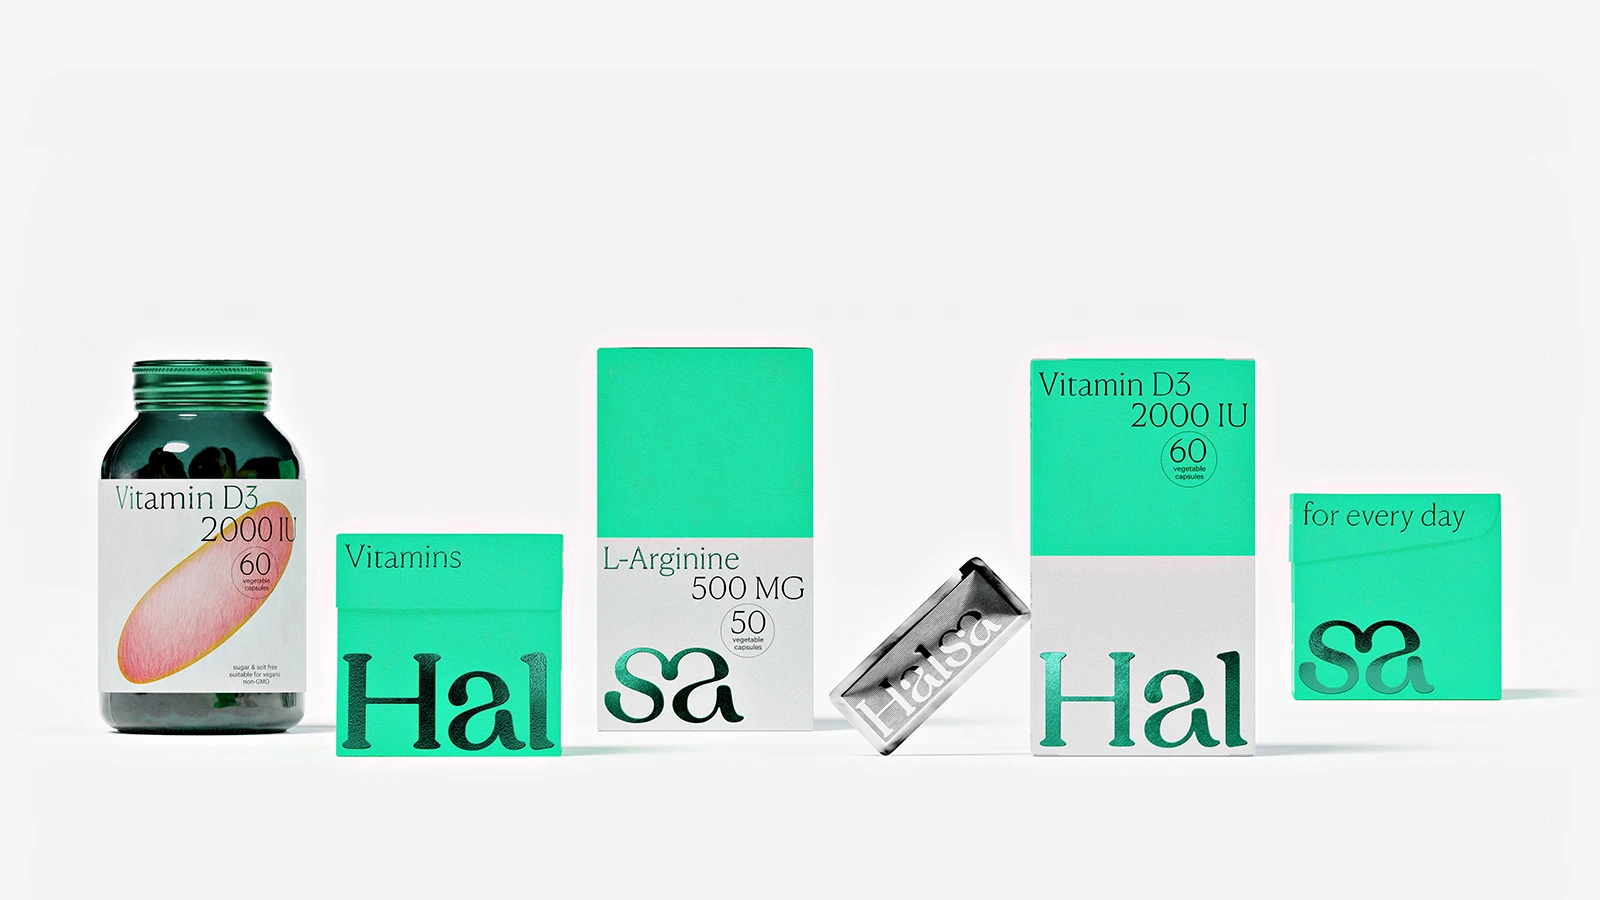 Vitamin D3
2000 IU
60
vegetable
capsules
sugar & solt free
suitable for vegans
non-GMO
Vitamins
Hal
L-Arginine
500 MG
50
vegetable
capsules
sa
Halsa
Vitamin D3
2000 IU
60
vegetable
capsules
Hal
for every day
sa